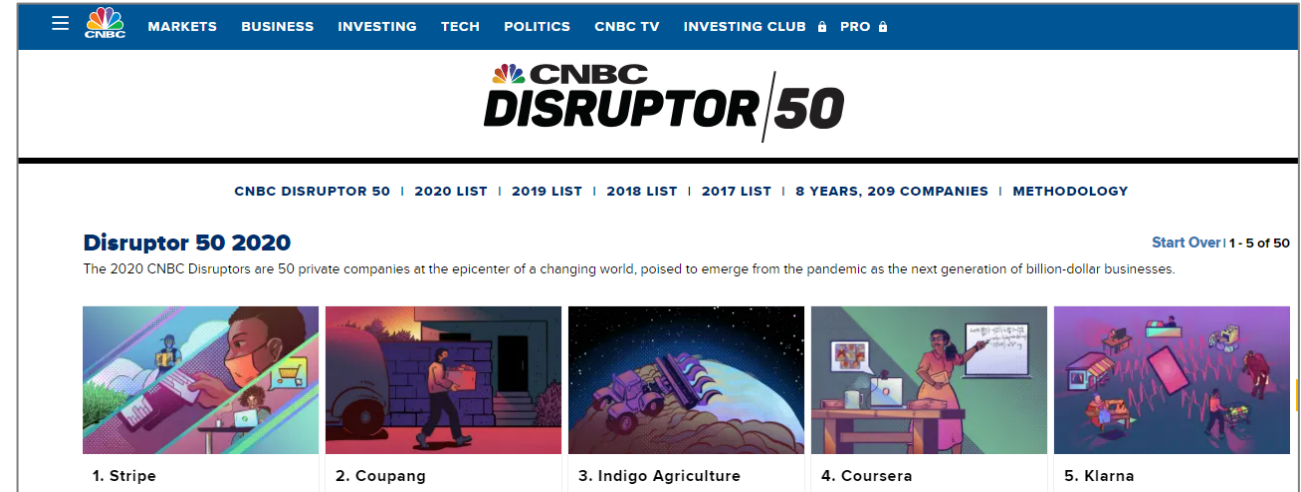 CNBC
MARKETS BUSINESS INVESTING TECH POLITICS CNBC TV INVESTING CLUB PRO
CNBC
DISRUPTOR/50
CNBC DISRUPTOR 50 | 2020 LIST | 2019 LIST | 2018 LIST | 2017 LIST | 8 YEARS, 209 COMPANIES | METHODOLOGY
Disruptor 50 2020
Start Over | 1 - 5 of 50
The 2020 CNBC Disruptors are 50 private companies at the epicenter of a changing world, poised to emerge from the pandemic as the next generation of billion-dollar businesses.
1. Stripe
2. Coupang
3. Indigo Agriculture
4. Coursera
5. Klarna